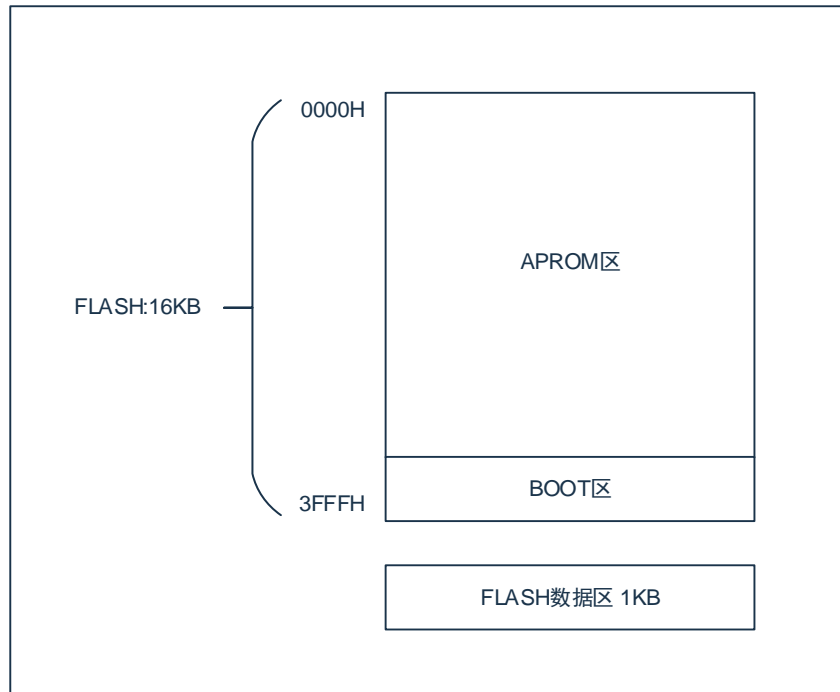 0000H
APROM区
FLASH:16KB
BOOT区
3FFFH
FLASH数据区 1KB